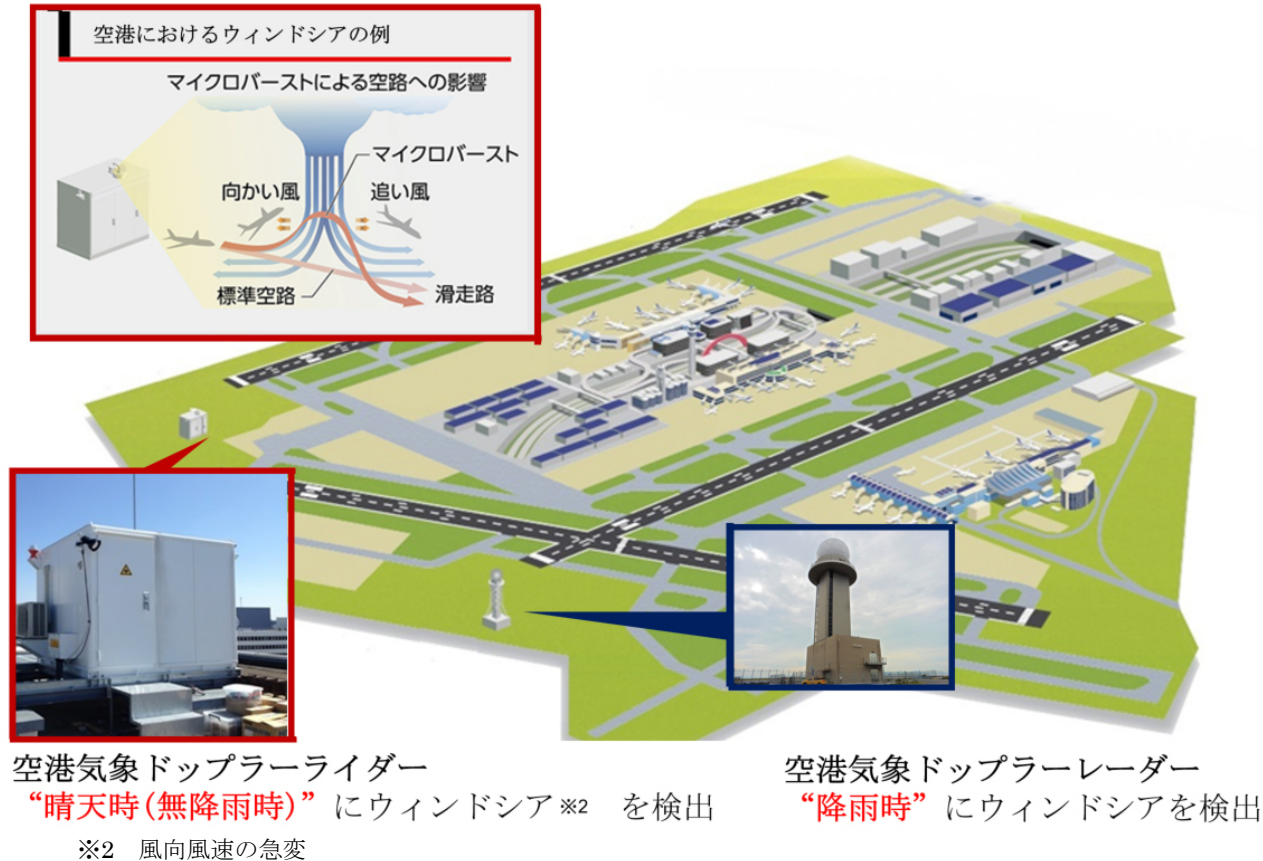 空港におけるウィンドシアの例
マイクロバーストによる空路への影響
マイクロバースト
向かい風
追い風
標準空路
滑走路
空港気象ドップラーライダー
“晴天時(無降雨時)” にウィンドシア※2 を検出
※2 風向風速の急変
空港気象ドップラーレーダー
“降雨時” にウィンドシアを検出